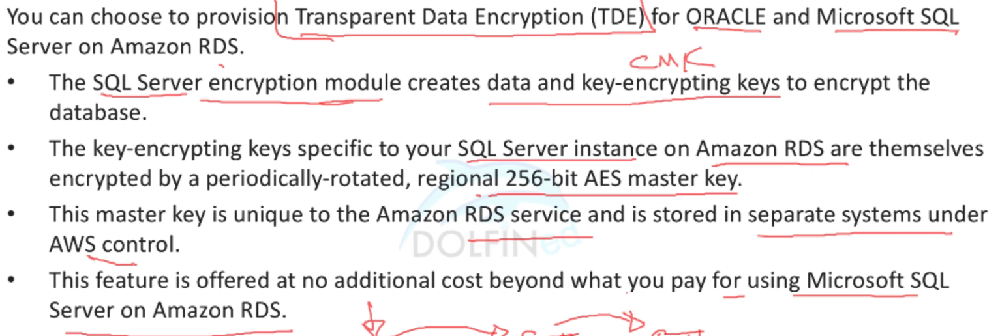 You can choose to provision Transparent Data Encryption (TDE) for ORACLE and Microsoft SQL
Server on Amazon RDS.
CMK
• The SQL Server encryption module creates data and key-encrypting keys to encrypt the
database.
• The key-encrypting keys specific to your SQL Server instance on Amazon RDS are themselves
encrypted by a periodically-rotated, regional 256-bit AES master key.
• This master key is unique to the Amazon RDS service and is stored in separate systems under
AWS control.
DOLFINed
• This feature is offered at no additional cost beyond what you pay for using Microsoft SQL
Server on Amazon RDS.